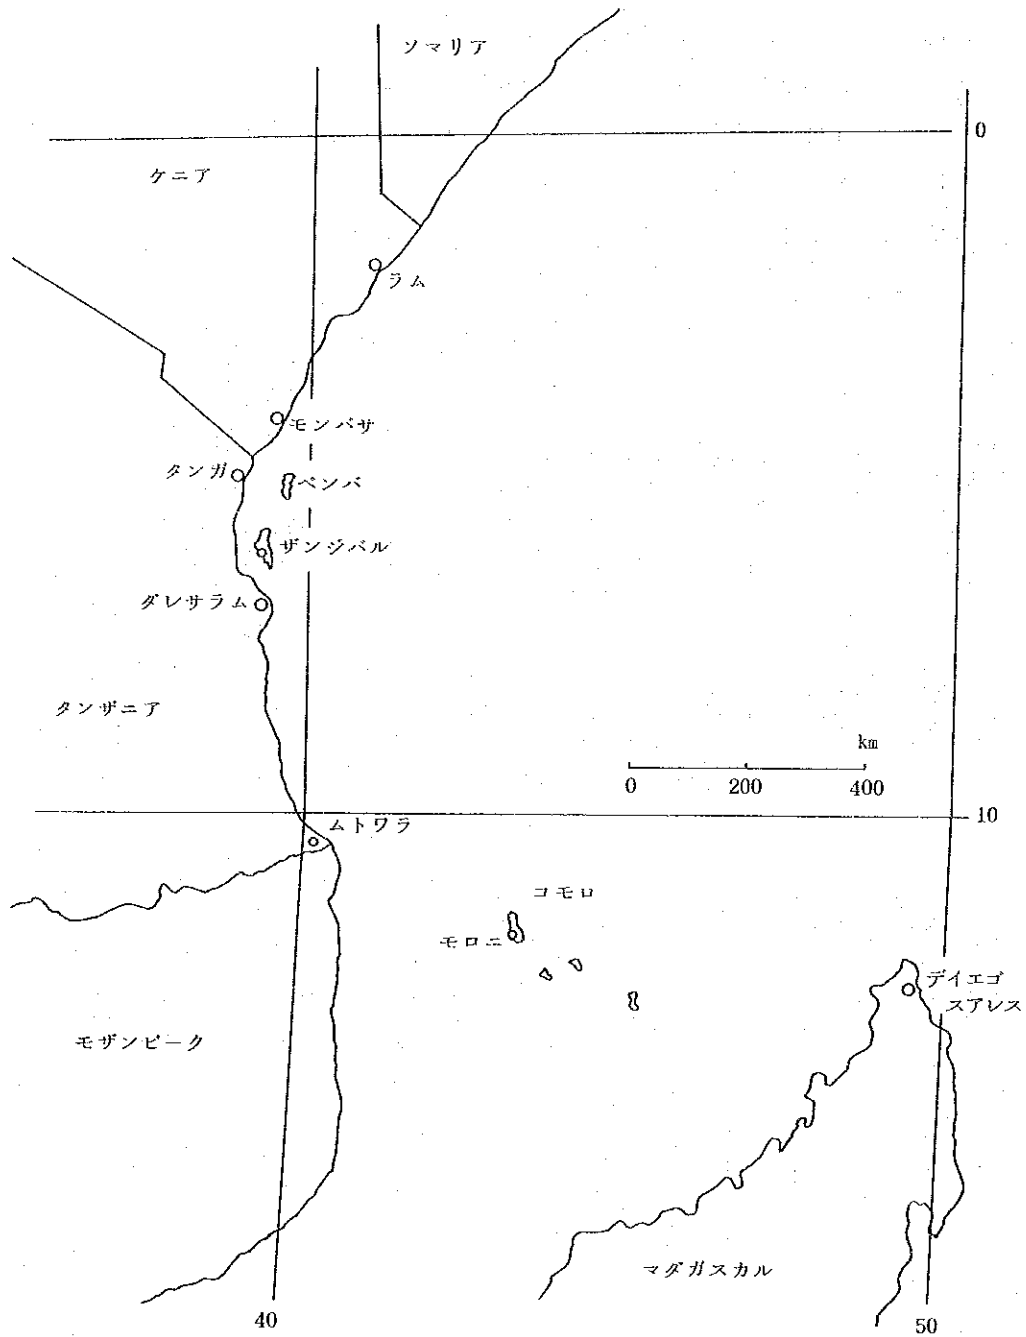 ソマリア
0
ケニア
ラム
モンバサ
タンガ
ペンバ
ザンジバル
ダレサラム
タンザニア
km
0 200 400
10
ムトワラ
コモロ
モロニ
デイエゴ
スアレス
モザンビーク
マダガスカル
40
50